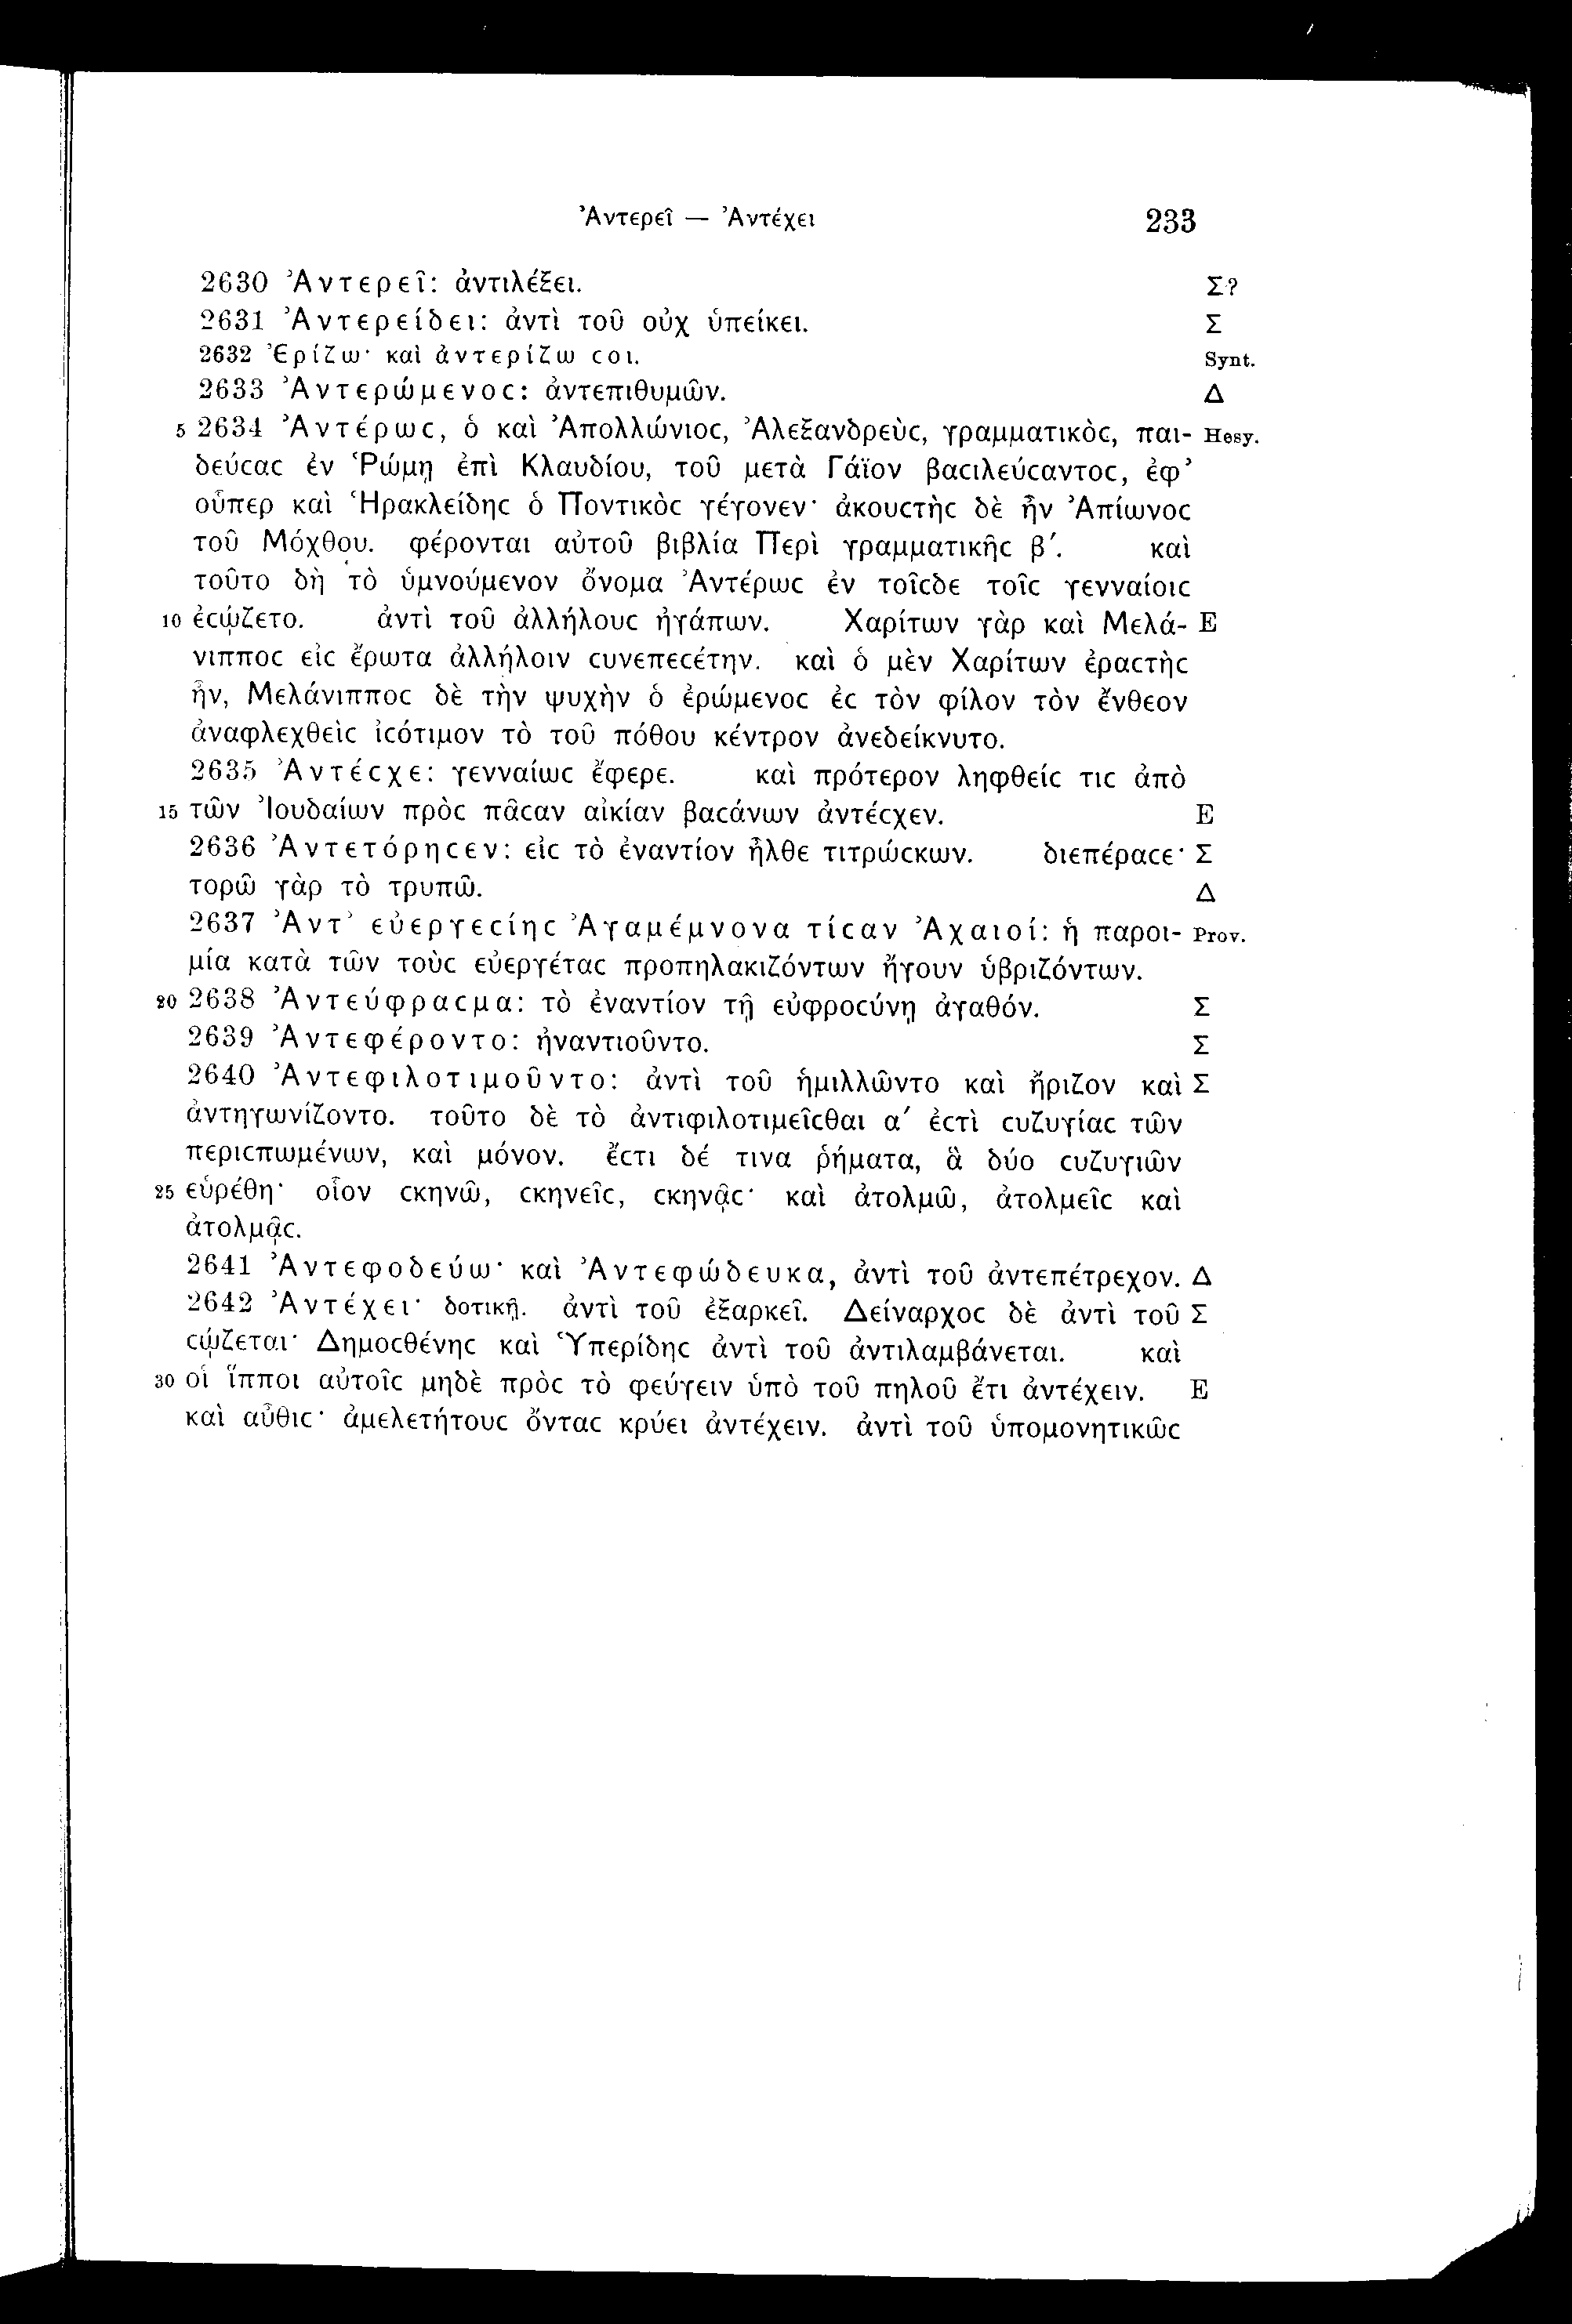 Ἀντερεῖ — Ἀντέχει 233
2630 Ἀντερεῖ: ἀντιλέξει. Σ?
2631 Ἀντερείδει: ἀντὶ τοῦ οὐχ ὑπείκει. Σ
2632 Ἐρίζω· καὶ ἀντερίζω ϲοι. Synt.
2633 Ἀντερώμενοϲ: ἀντεπιθυμῶν. Δ
5 2634 Ἀντέρωϲ, ὁ καὶ Ἀπολλώνιοϲ, Ἀλεξανδρεὺϲ, γραμματικὸϲ, παι- Hesy.
δεύϲαϲ ἐν Ῥώμῃ ἐπὶ Κλαυδίου, τοῦ μετὰ Γάϊον βαϲιλεύϲαντοϲ, ἐφ’
οὗπερ καὶ Ἡρακλείδηϲ ὁ Ποντικὸϲ γέγονεν· ἀκουϲτὴϲ δὲ ἦν Ἀπίωνοϲ
τοῦ Μόχθου. φέρονται αὐτοῦ βιβλία Περὶ γραμματικῆϲ β′. καὶ
τοῦτο δὴ τὸ ὑμνούμενον ὄνομα Ἀντέρωϲ ἐν τοῖϲδε τοῖϲ γενναίοιϲ
10 ἐϲῴζετο. ἀντὶ τοῦ ἀλλήλουϲ ἠγάπων. Χαρίτων γὰρ καὶ Μελά- E
νιπποϲ εἰϲ ἔρωτα ἀλλήλοιν ϲυνεπεϲέτην. καὶ ὁ μὲν Χαρίτων ἐραϲτὴϲ
ἦν, Μελάνιπποϲ δὲ τὴν ψυχὴν ὁ ἐρώμενοϲ ἐϲ τὸν φίλον τὸν ἔνθεον
ἀναφλεχθεὶϲ ἰϲότιμον τὸ τοῦ πόθου κέντρον ἀνεδείκνυτο.
2635 Ἀντέϲχε: γενναίωϲ ἔφερε. καὶ πρότερον ληφθείϲ τιϲ ἀπὸ
15 τῶν Ἰουδαίων πρὸϲ πᾶϲαν αἰκίαν βαϲάνων ἀντέϲχεν. E
2636 Ἀντετόρηϲεν: εἰϲ τὸ ἐναντίον ἦλθε τιτρώϲκων. διεπέραϲε· Σ
τορῶ γὰρ τὸ τρυπῶ. Δ
2637 Ἀντ’ εὐεργεϲίηϲ Ἀγαμέμνονα τίϲαν Ἀχαιοί: ἡ παροι- Prov.
μία κατὰ τῶν τοὺϲ εὐεργέταϲ προπηλακιζόντων ἤγουν ὑβριζόντων.
20 2638 Ἀντεύφραϲμα: τὸ ἐναντίον τῇ εὐφροϲύνῃ ἀγαθόν. Σ
2639 Ἀντεφέροντο: ἠναντιοῦντο. Σ
2640 Ἀντεφιλοτιμοῦντο: ἀντὶ τοῦ ἡμιλλῶντο καὶ ἤριζον καὶ Σ
ἀντηγωνίζοντο. τοῦτο δὲ τὸ ἀντιφιλοτιμεῖϲθαι α′ ἐϲτὶ ϲυζυγίαϲ τῶν
περιϲπωμένων, καὶ μόνον. ἔϲτι δέ τινα ῥήματα, ἃ δύο ϲυζυγιῶν
25 εὑρέθη· οἷον ϲκηνῶ, ϲκηνεῖϲ, ϲκηνᾷϲ· καὶ ἀτολμῶ, ἀτολμεῖϲ καὶ
ἀτολμᾷϲ.
2641 Ἀντεφοδεύω· καὶ Ἀντεφώδευκα, ἀντὶ τοῦ ἀντεπέτρεχον. Δ
2642 Ἀντέχει· δοτικῇ. ἀντὶ τοῦ ἐξαρκεῖ. Δείναρχοϲ δὲ ἀντὶ τοῦ Σ
ϲῴζεται· Δημοϲθένηϲ καὶ Ὑπερίδηϲ ἀντὶ τοῦ ἀντιλαμβάνεται. καὶ
30 οἱ ἵπποι αὐτοῖϲ μηδὲ πρὸϲ τὸ φεύγειν ὑπὸ τοῦ πηλοῦ ἔτι ἀντέχειν. E
καὶ αὖθιϲ· ἀμελετήτουϲ ὄνταϲ κρύει ἀντέχειν. ἀντὶ τοῦ ὑπομονητικῶϲ